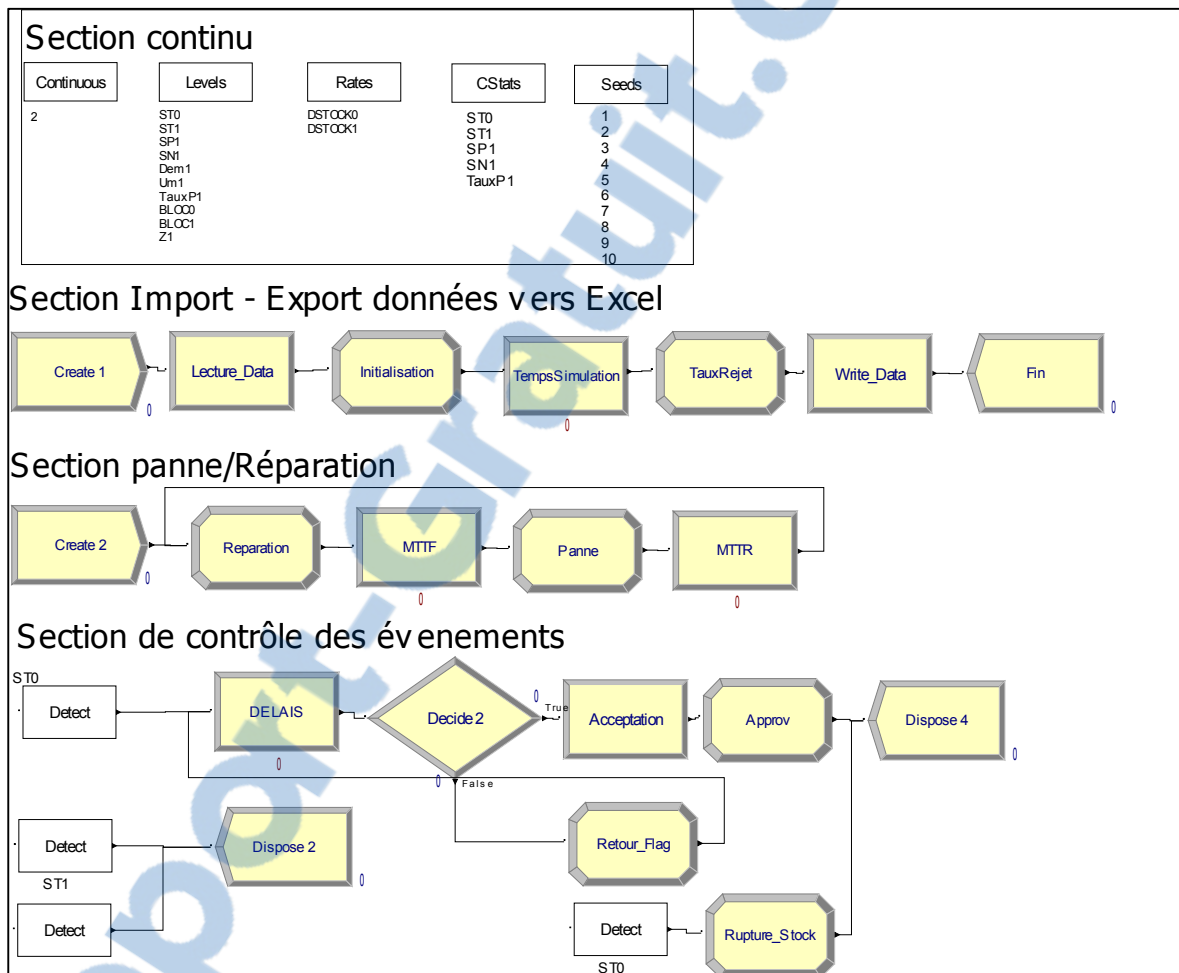 Section continu
Continuous
Levels
Rates
CStats
Seeds
2
ST0
ST1
SP1
SN1
Dem1
Um1
TauxP1
BLOC0
BLOC1
Z1
DSTOCK0
DSTOCK1
ST0
ST1
SP1
SN1
TauxP1
1
2
3
4
5
6
7
8
9
10
Section Import - Export données vers Excel
Create 1
Lecture_Data
Initialisation
TempsSimulation
TauxRejet
Write_Data
Fin
0
0
0
Section panne/Réparation
Create 2
Reparation
MTTF
Panne
MTTR
0
0
0
Section de contrôle des évenements
ST0
Detect
DELAIS
Decide 2
True
Acceptation
Approv
Dispose 4
0
0
0
0
False
Detect
ST1
Dispose 2
0
Retour_Flag
Detect
Detect
ST0
Rupture_Stock